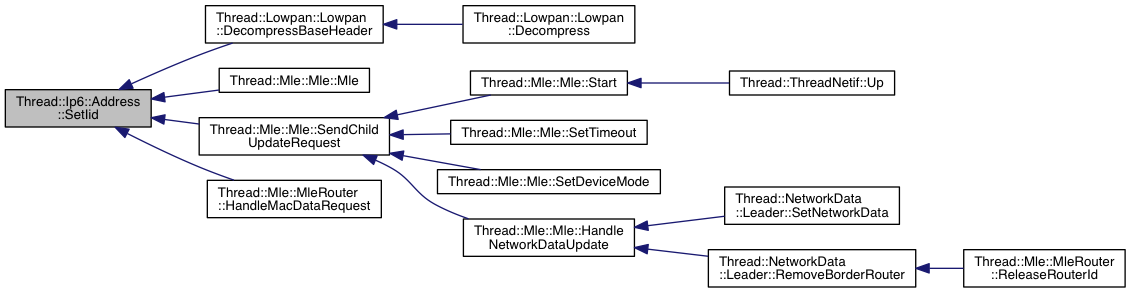 Thread::Lowpan::Lowpan
::DecompressBaseHeader
Thread::Lowpan::Lowpan
::Decompress
Thread::Mle::Mle::Mle
Thread::Mle::Mle::Start
Thread::ThreadNetif::Up
Thread::Ip6::Address
::SetIid
Thread::Mle::Mle::SendChild
UpdateRequest
Thread::Mle::Mle::SetTimeout
Thread::Mle::Mle::SetDeviceMode
Thread::Mle::MleRouter
::HandleMacDataRequest
Thread::Mle::Mle::Handle
NetworkDataUpdate
Thread::NetworkData
::Leader::SetNetworkData
Thread::NetworkData
::Leader::RemoveBorderRouter
Thread::Mle::MleRouter
::ReleaseRouterId